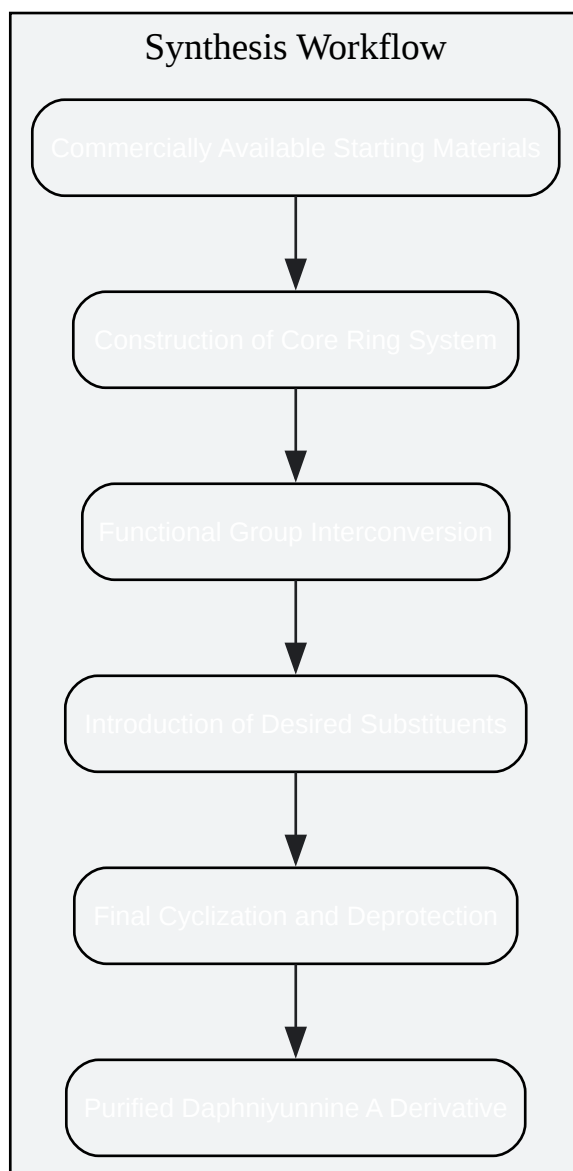 Synthesis Workflow
Commercially Available Starting Materials
Construction of Core Ring System
Functional Group Interconversion
Introduction of Desired Substituents
Final Cyclization and Deprotection
Purified Daphniyunnine A Derivative